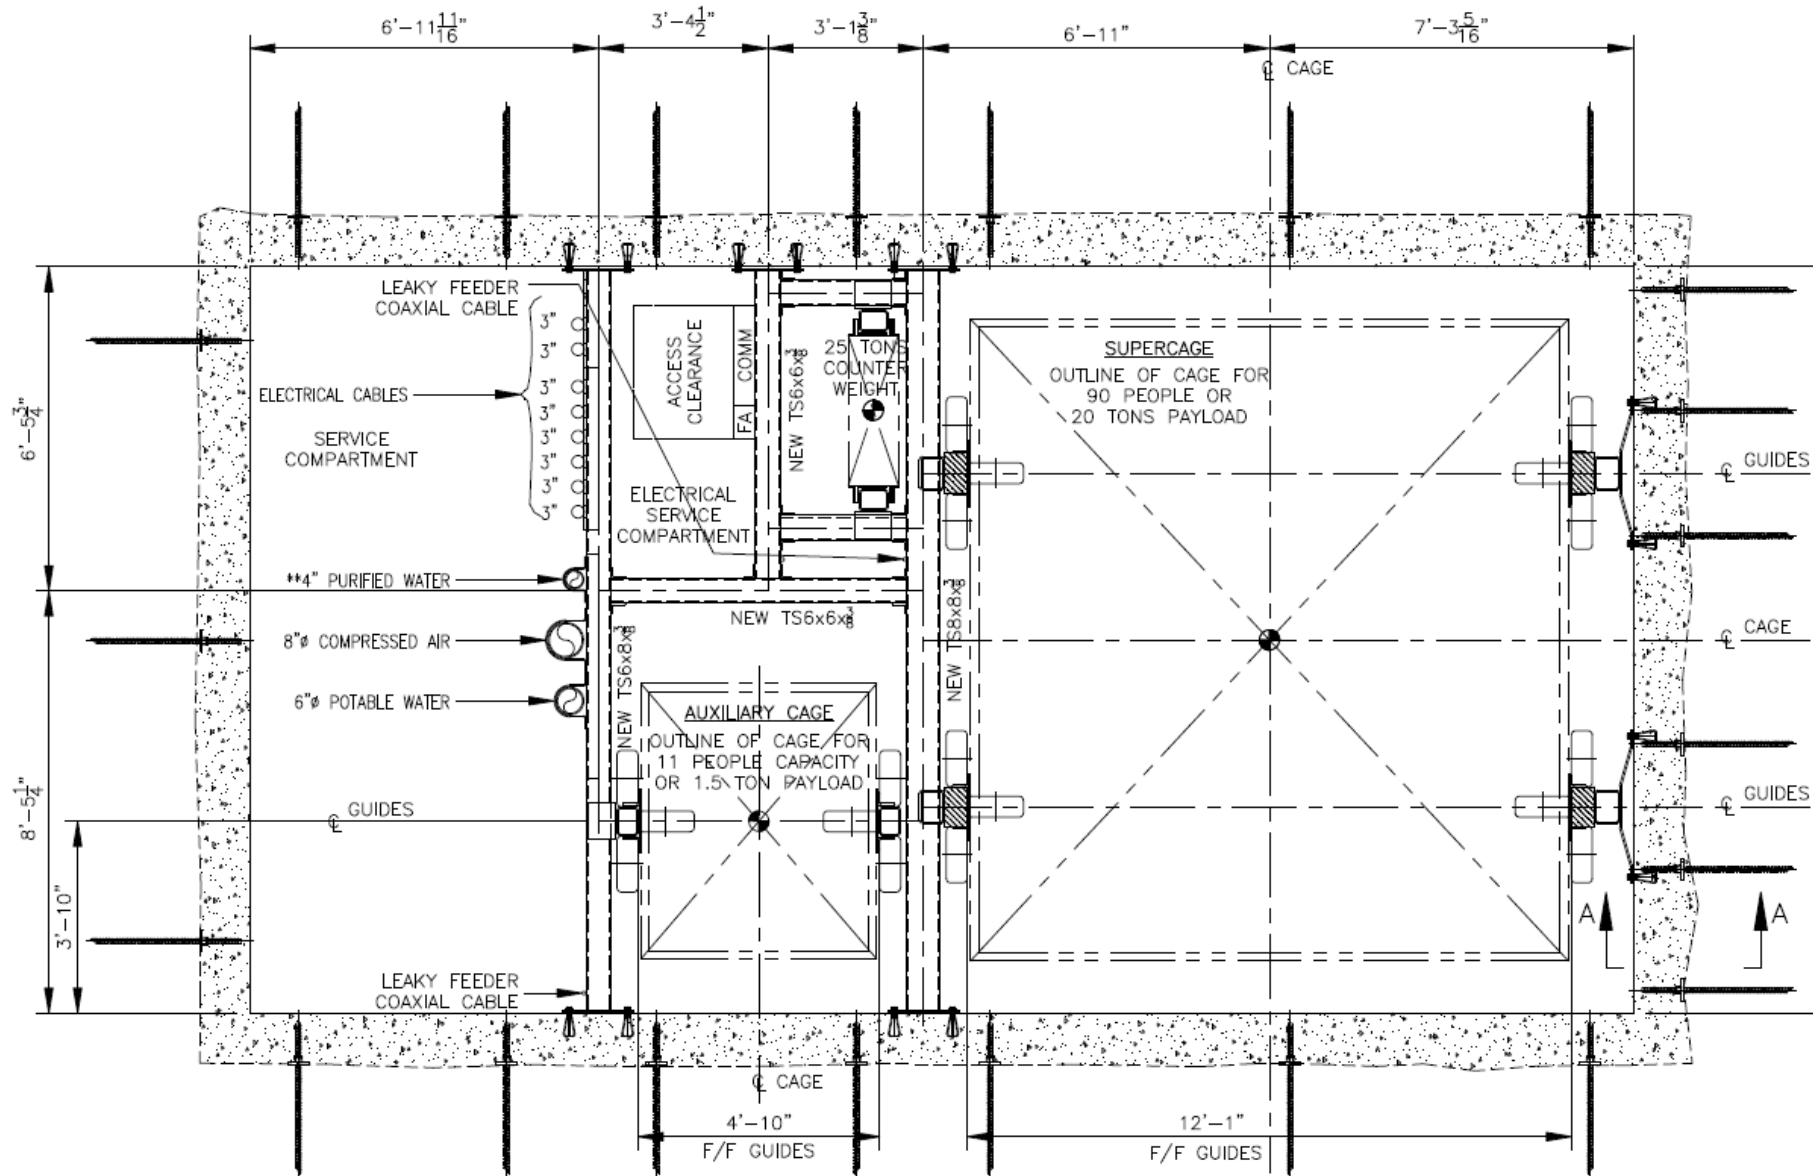 6'-11 11/16"
3'-4 1/2"
3'-1 3/8"
6'-11"
7'-3 5/16"
℄ CAGE
LEAKY FEEDER
COAXIAL CABLE
3"
3"
3"
3"
3"
3"
3"
3"
ELECTRICAL CABLES
SERVICE
COMPARTMENT
ACCESS
CLEARANCE
COMM
FA
NEW TS6x6x3/8
25 TONS
COUNTER
WEIGHT
SUPERCAGE
OUTLINE OF CAGE FOR
90 PEOPLE OR
20 TONS PAYLOAD
℄ GUIDES
6'-5 3/4"
ELECTRICAL
SERVICE
COMPARTMENT
**4" PURIFIED WATER
NEW TS6x6x3/8
NEW TS8x8x3/8
8"ø COMPRESSED AIR
℄ CAGE
6"ø POTABLE WATER
NEW TS6x8x3/8
AUXILIARY CAGE
OUTLINE OF CAGE FOR
11 PEOPLE CAPACITY
OR 1.5 TON PAYLOAD
8'-5 1/4"
℄ GUIDES
℄ GUIDES
3'-10"
A
A
LEAKY FEEDER
COAXIAL CABLE
℄ CAGE
4'-10"
F/F GUIDES
12'-1"
F/F GUIDES